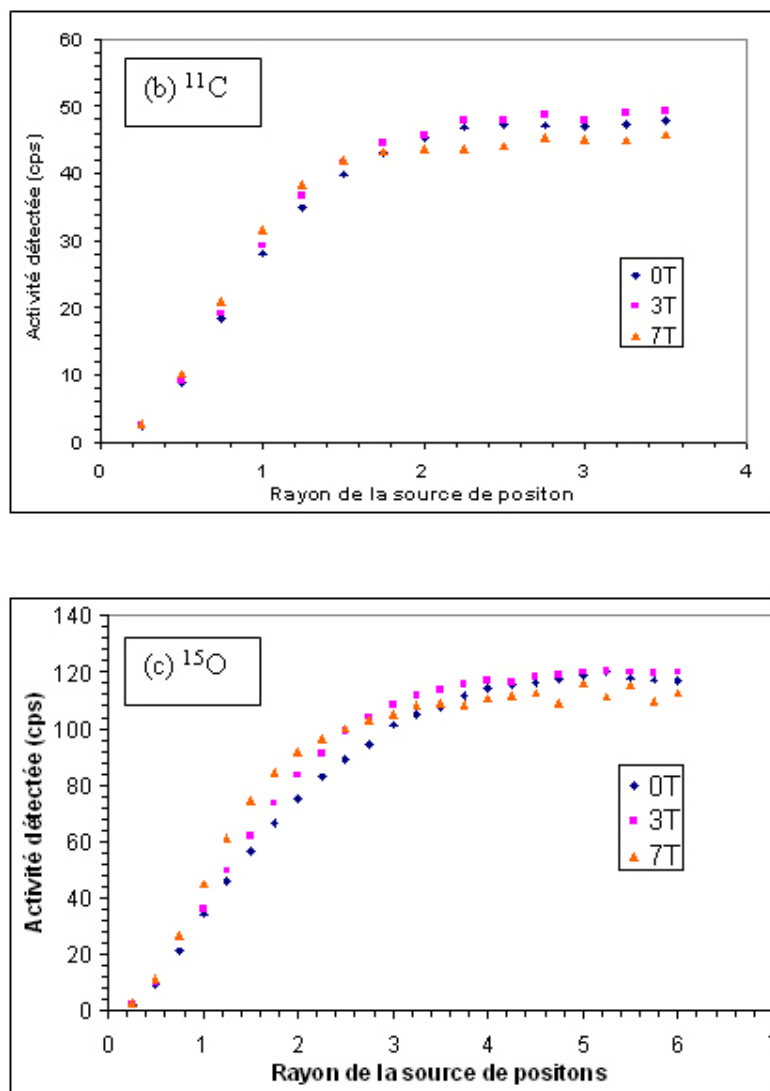 60
(b) ¹¹C
50
40
30
20
10
0
Activité détectée (cps)
0T
3T
7T
0 1 2 3 4
Rayon de la source de positon
140
(c) ¹⁵O
120
100
80
60
40
20
0
Activité détectée (cps)
0T
3T
7T
0 1 2 3 4 5 6
Rayon de la source de positons